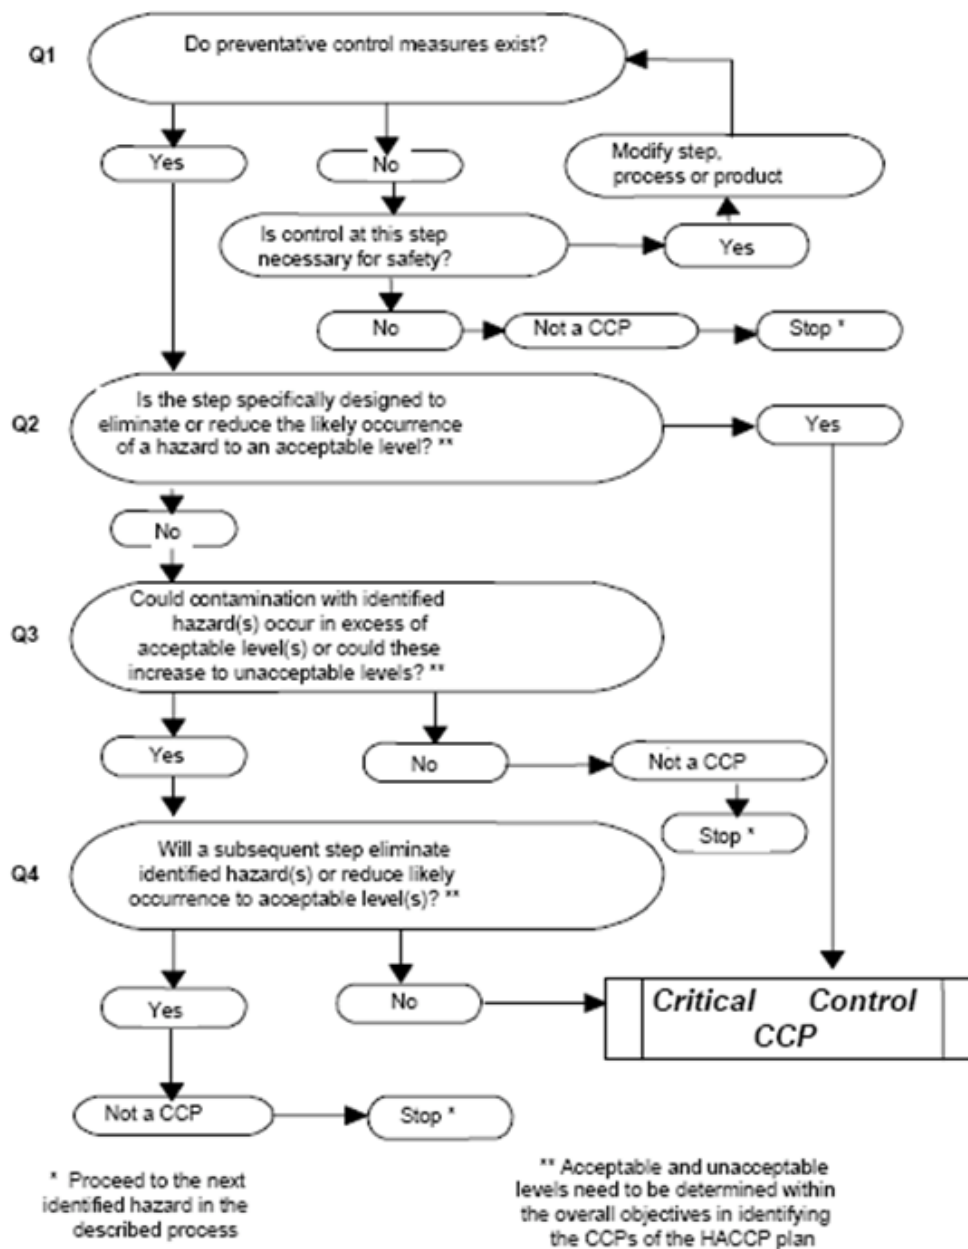 Q1
Do preventative control measures exist?
Yes
No
Modify step,
process or product
Is control at this step
necessary for safety?
Yes
No
Not a CCP
Stop *
Q2
Is the step specifically designed to
eliminate or reduce the likely occurrence
of a hazard to an acceptable level? **
Yes
No
Q3
Could contamination with identified
hazard(s) occur in excess of
acceptable level(s) or could these
increase to unacceptable levels? **
Yes
No
Not a CCP
Stop *
Q4
Will a subsequent step eliminate
identified hazard(s) or reduce likely
occurrence to acceptable level(s)? **
Yes
No
Critical Control
CCP
Not a CCP
Stop *
* Proceed to the next
identified hazard in the
described process
** Acceptable and unacceptable
levels need to be determined within
the overall objectives in identifying
the CCPs of the HACCP plan